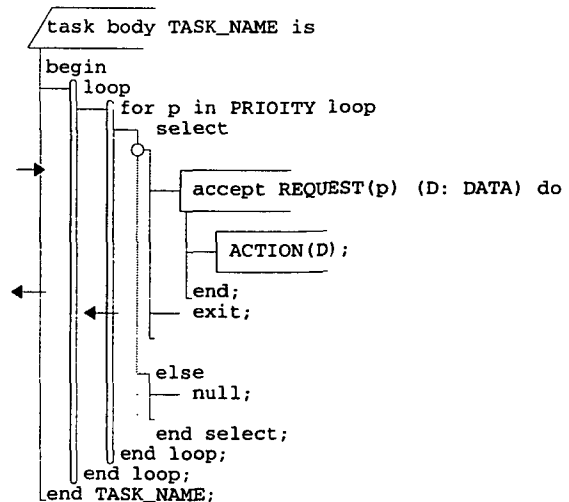 task body TASK_NAME is
begin
loop
for p in PRIOITY loop
select
accept REQUEST(p) (D: DATA) do
ACTION(D);
end;
exit;
else
null;
end select;
end loop;
end loop;
end TASK_NAME;